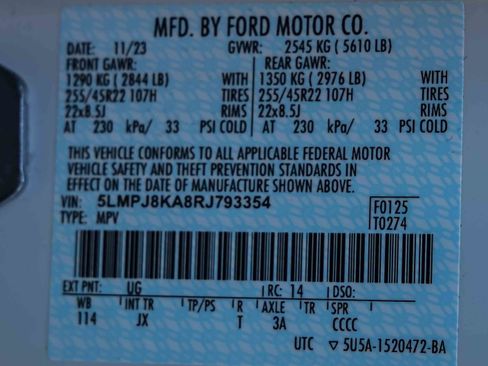 MFD. BY FORD MOTOR CO.
DATE: 11/23 GVWR: 2545 KG ( 5610 LB)
FRONT GAWR: REAR GAWR:
1290 KG ( 2844 LB) WITH 1350 KG ( 2976 LB) WITH
255/45R22 107H TIRES 255/45R22 107H TIRES
22x8.5J RIMS 22x8.5J RIMS
AT 230 kPa/ 33 PSI COLD AT 230 kPa/ 33 PSI COLD
THIS VEHICLE CONFORMS TO ALL APPLICABLE FEDERAL MOTOR
VEHICLE SAFETY AND THEFT PREVENTION STANDARDS IN
EFFECT ON THE DATE OF MANUFACTURE SHOWN ABOVE.
VIN: 5LMPJ8KA8RJ793354 F0125
TYPE: MPV T0274
EXT PNT: UG RC: 14 DSO:
WB INT TR TP/PS R AXLE TR SPR
114 JX T 3A CCCC
UTC ▽ 5U5A-1520472-BA